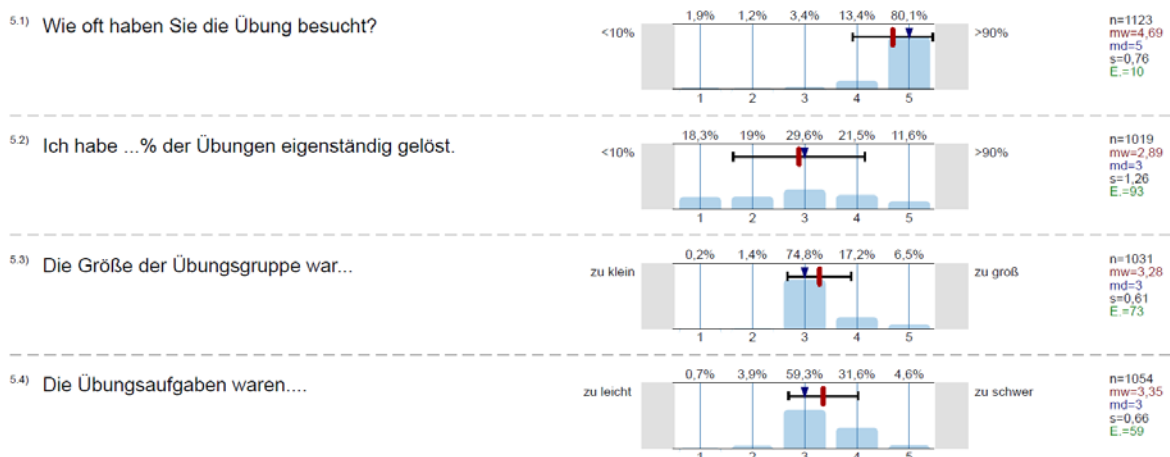 5.1) Wie oft haben Sie die Übung besucht?
<10%
1,9% 1,2% 3,4% 13,4% 80,1%
1 2 3 4 5
>90%
n=1123
mw=4,69
md=5
s=0,76
E.=10
5.2) Ich habe ...% der Übungen eigenständig gelöst.
<10%
18,3% 19% 29,6% 21,5% 11,6%
1 2 3 4 5
>90%
n=1019
mw=2,89
md=3
s=1,26
E.=93
5.3) Die Größe der Übungsgruppe war...
zu klein
0,2% 1,4% 74,8% 17,2% 6,5%
1 2 3 4 5
zu groß
n=1031
mw=3,28
md=3
s=0,61
E.=73
5.4) Die Übungsaufgaben waren....
zu leicht
0,7% 3,9% 59,3% 31,6% 4,6%
1 2 3 4 5
zu schwer
n=1054
mw=3,35
md=3
s=0,66
E.=59